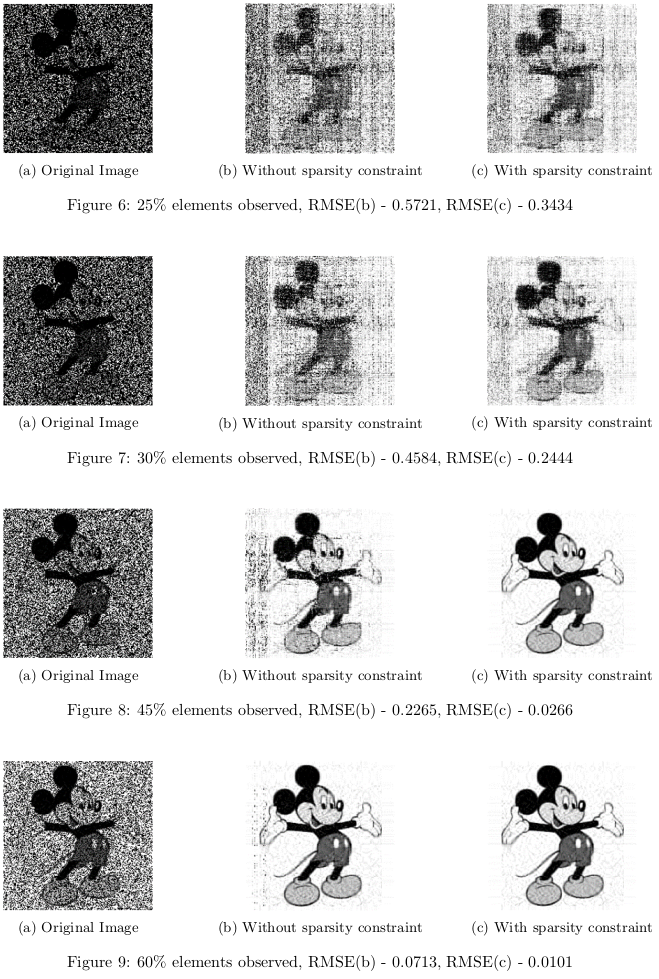 (a) Original Image
(b) Without sparsity constraint
(c) With sparsity constraint
Figure 6: 25% elements observed, RMSE(b) - 0.5721, RMSE(c) - 0.3434
(a) Original Image
(b) Without sparsity constraint
(c) With sparsity constraint
Figure 7: 30% elements observed, RMSE(b) - 0.4584, RMSE(c) - 0.2444
(a) Original Image
(b) Without sparsity constraint
(c) With sparsity constraint
Figure 8: 45% elements observed, RMSE(b) - 0.2265, RMSE(c) - 0.0266
(a) Original Image
(b) Without sparsity constraint
(c) With sparsity constraint
Figure 9: 60% elements observed, RMSE(b) - 0.0713, RMSE(c) - 0.0101